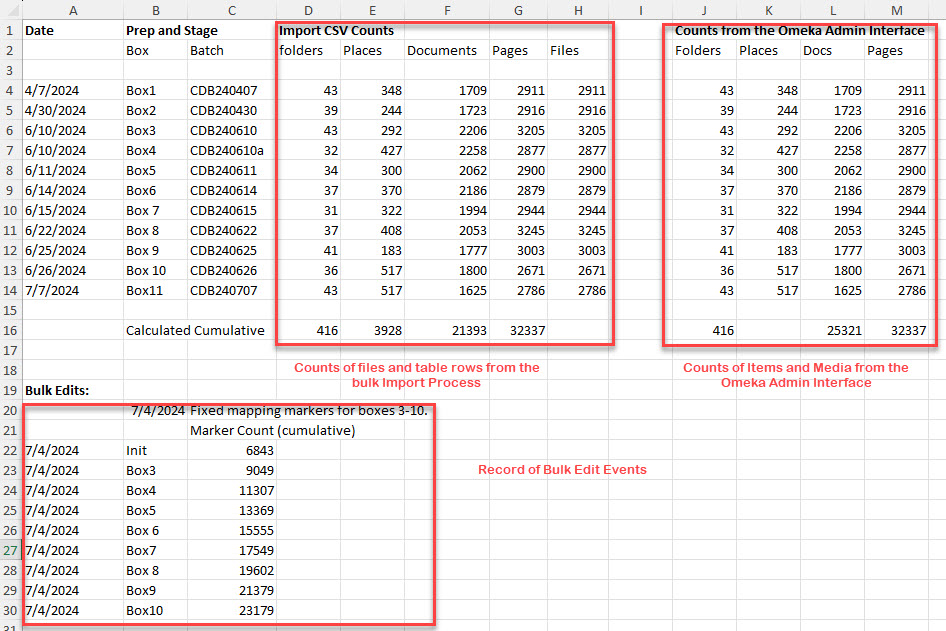 A B C D E F G H I J K L M
1 Date Prep and Stage Import CSV Counts Counts from the Omeka Admin Interface
2 Box Batch folders Places Documents Pages Files Folders Places Docs Pages
3
4 4/7/2024 Box1 CDB240407 43 348 1709 2911 2911 43 348 1709 2911
5 4/30/2024 Box2 CDB240430 39 244 1723 2916 2916 39 244 1723 2916
6 6/10/2024 Box3 CDB240610 43 292 2206 3205 3205 43 292 2206 3205
7 6/10/2024 Box4 CDB240610a 32 427 2258 2877 2877 32 427 2258 2877
8 6/11/2024 Box5 CDB240611 34 300 2062 2900 2900 34 300 2062 2900
9 6/14/2024 Box6 CDB240614 37 370 2186 2879 2879 37 370 2186 2879
10 6/15/2024 Box 7 CDB240615 31 322 1994 2944 2944 31 322 1994 2944
11 6/22/2024 Box 8 CDB240622 37 408 2053 3245 3245 37 408 2053 3245
12 6/25/2024 Box 9 CDB240625 41 183 1777 3003 3003 41 183 1777 3003
13 6/26/2024 Box 10 CDB240626 36 517 1800 2671 2671 36 517 1800 2671
14 7/7/2024 Box11 CDB240707 43 517 1625 2786 2786 43 517 1625 2786
15
16 Calculated Cumulative 416 3928 21393 32337 416 25321 32337
17
18 Counts of files and table rows from the Counts of Items and Media from the
bulk Import Process Omeka Admin Interface
19 Bulk Edits:
20 7/4/2024 Fixed mapping markers for boxes 3-10.
21 Marker Count (cumulative)
22 7/4/2024 Init 6843
23 7/4/2024 Box3 9049 Record of Bulk Edit Events
24 7/4/2024 Box4 11307
25 7/4/2024 Box5 13369
26 7/4/2024 Box 6 15555
27 7/4/2024 Box7 17549
28 7/4/2024 Box 8 19602
29 7/4/2024 Box9 21379
30 7/4/2024 Box10 23179
31